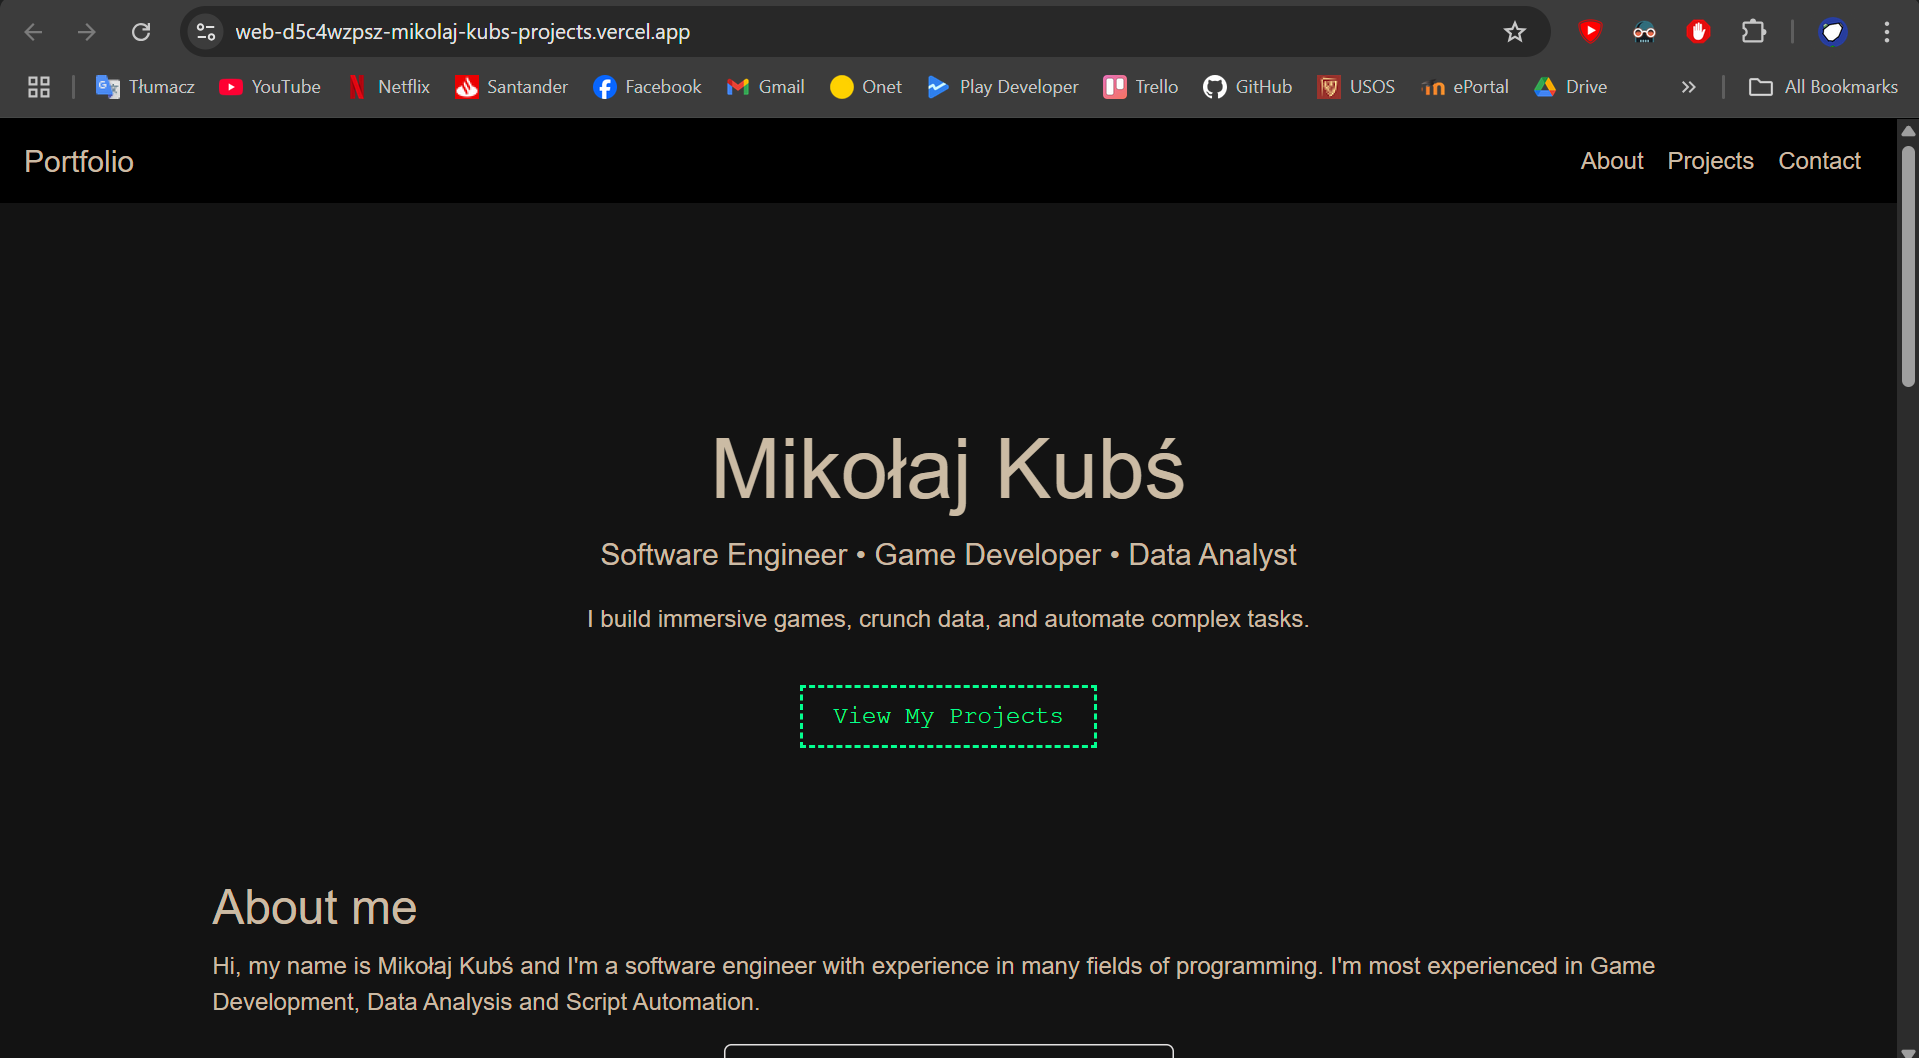 web-d5c4wzpsz-mikolaj-kubs-projects.vercel.app
Tłumacz YouTube Netflix Santander Facebook Gmail Onet Play Developer Trello GitHub USOS ePortal Drive » All Bookmarks
Portfolio About Projects Contact
Mikołaj Kubś
Software Engineer • Game Developer • Data Analyst
I build immersive games, crunch data, and automate complex tasks.
View My Projects
About me
Hi, my name is Mikołaj Kubś and I'm a software engineer with experience in many fields of programming. I'm most experienced in Game
Development, Data Analysis and Script Automation.